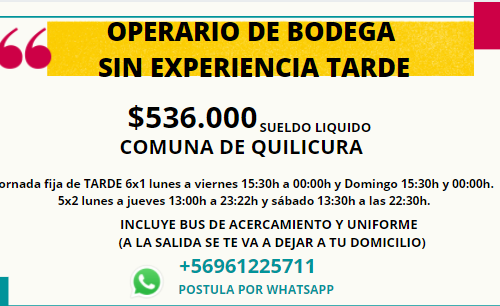 OPERARIO DE BODEGA
SIN EXPERIENCIA TARDE
$536.000 SUELDO LIQUIDO
COMUNA DE QUILICURA
ornada fija de TARDE 6x1 lunes a viernes 15:30h a 00:00h y Domingo 15:30h y 00:00h.
5x2 lunes a jueves 13:00h a 23:22h y sábado 13:30h a las 22:30h.
INCLUYE BUS DE ACERCAMIENTO Y UNIFORME
(A LA SALIDA SE TE VA A DEJAR A TU DOMICILIO)
+56961225711
POSTULA POR WHATSAPP